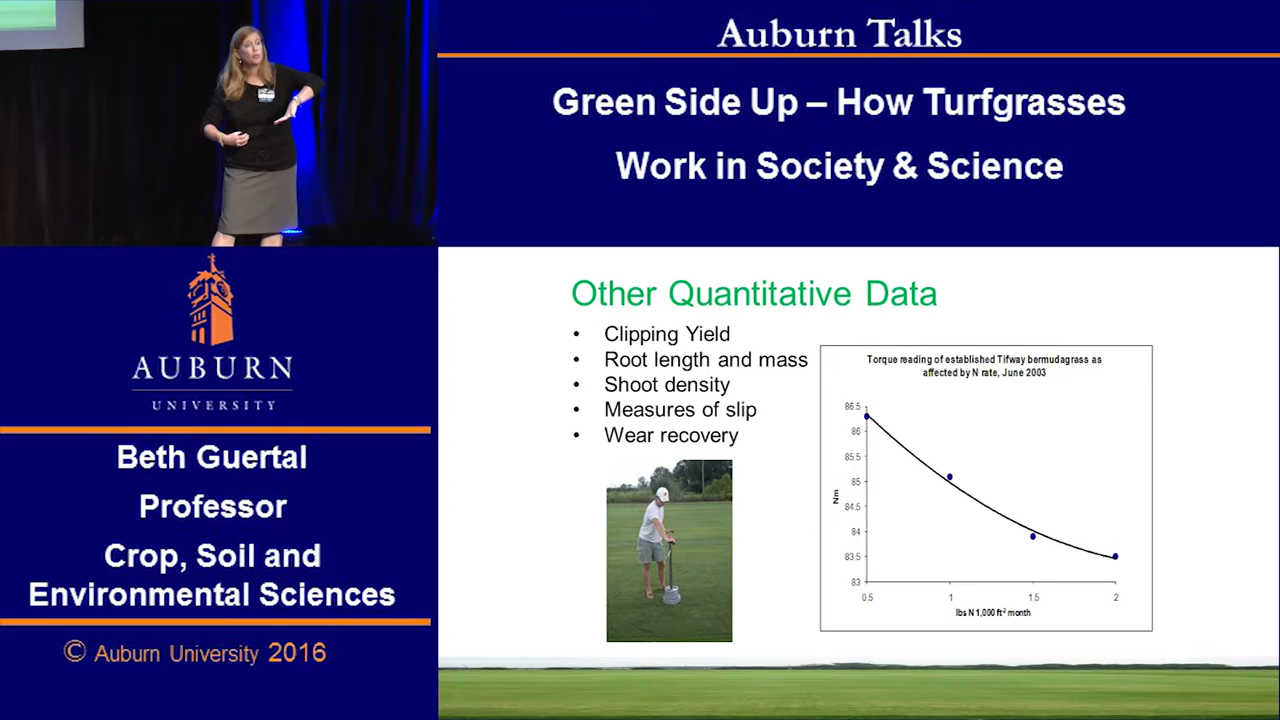 Auburn Talks
Green Side Up – How Turfgrasses
Work in Society & Science
AUBURN
UNIVERSITY
Beth Guertal
Professor
Crop, Soil and
Environmental Sciences
© Auburn University 2016
Other Quantitative Data
• Clipping Yield
• Root length and mass
• Shoot density
• Measures of slip
• Wear recovery
Torque reading of established Tifway bermudagrass as
affected by N rate, June 2003
86.5
86
85.5
85
84.5
84
83.5
83
Nm
0.5 1 1.5 2
lbs N 1,000 ft⁻² month